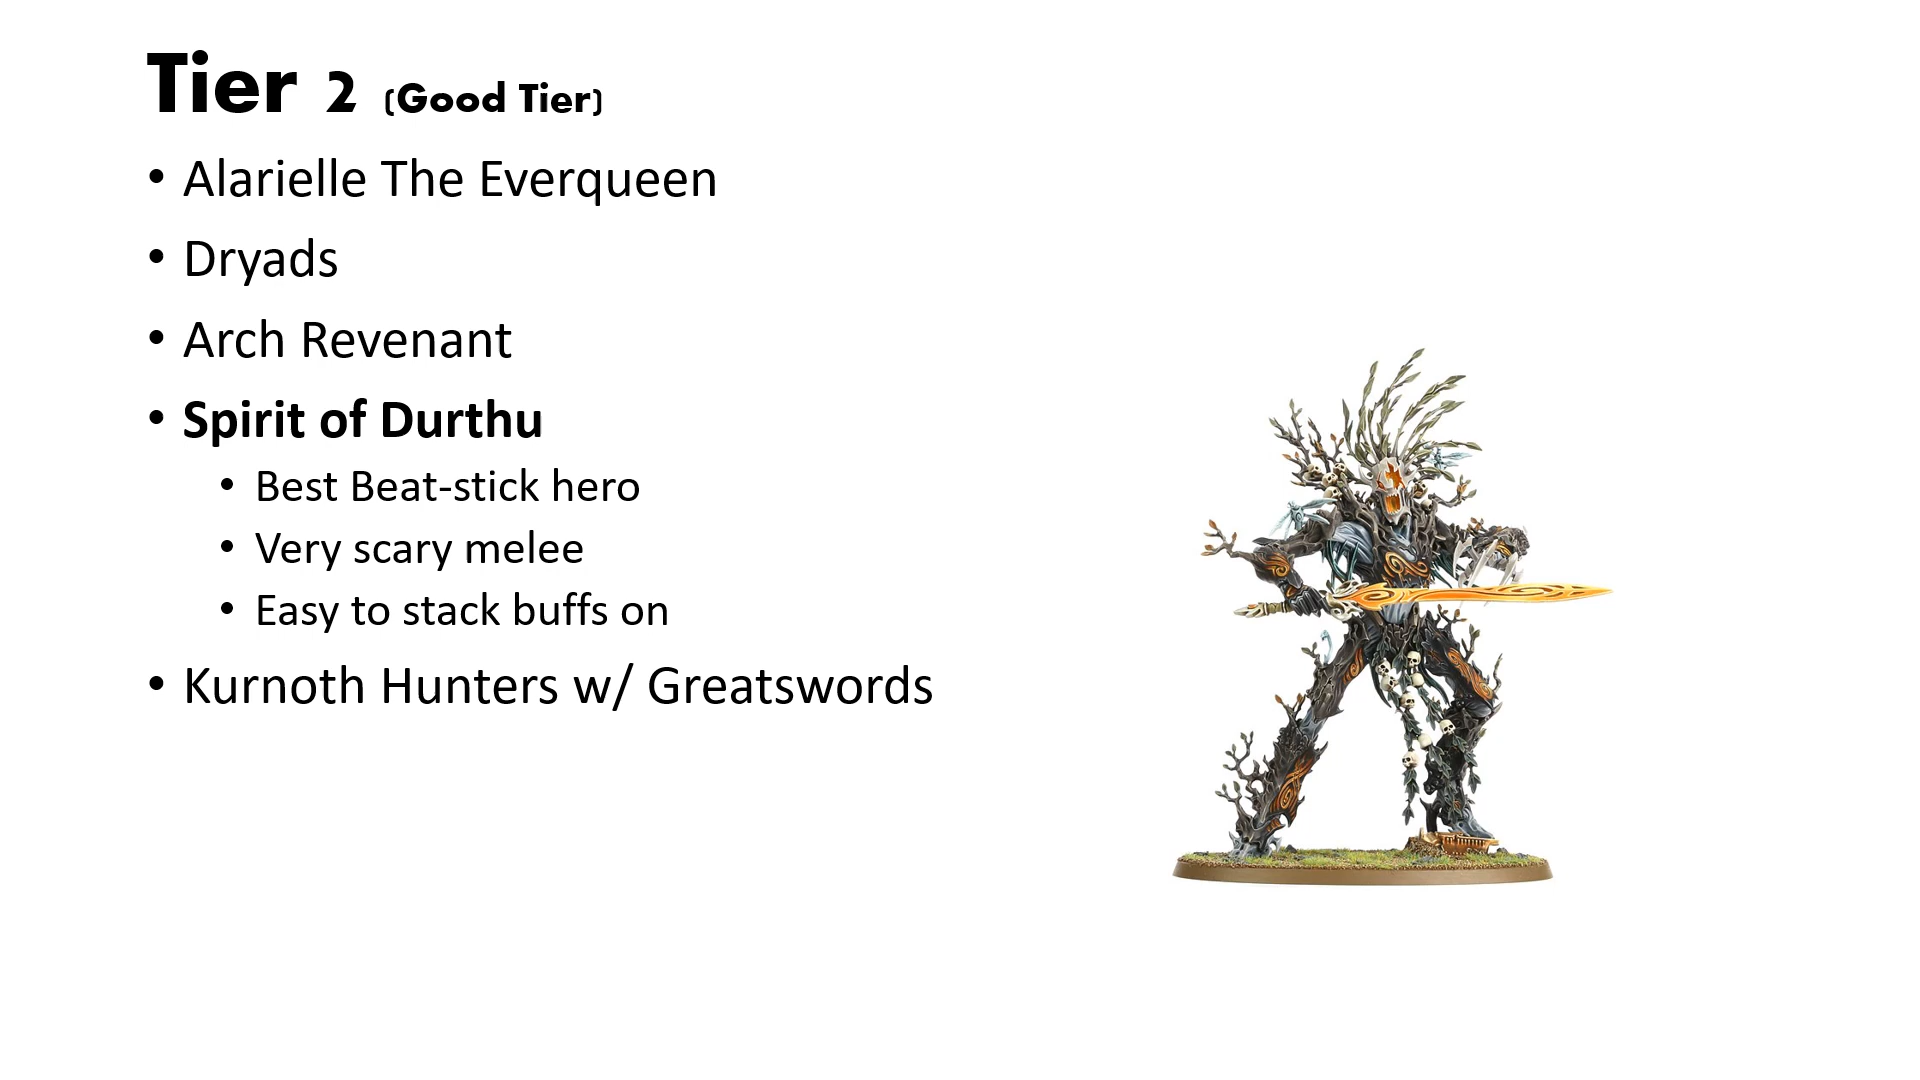 Tier 2 (Good Tier)
• Alarielle The Everqueen
• Dryads
• Arch Revenant
• Spirit of Durthu
• Best Beat-stick hero
• Very scary melee
• Easy to stack buffs on
• Kurnoth Hunters w/ Greatswords